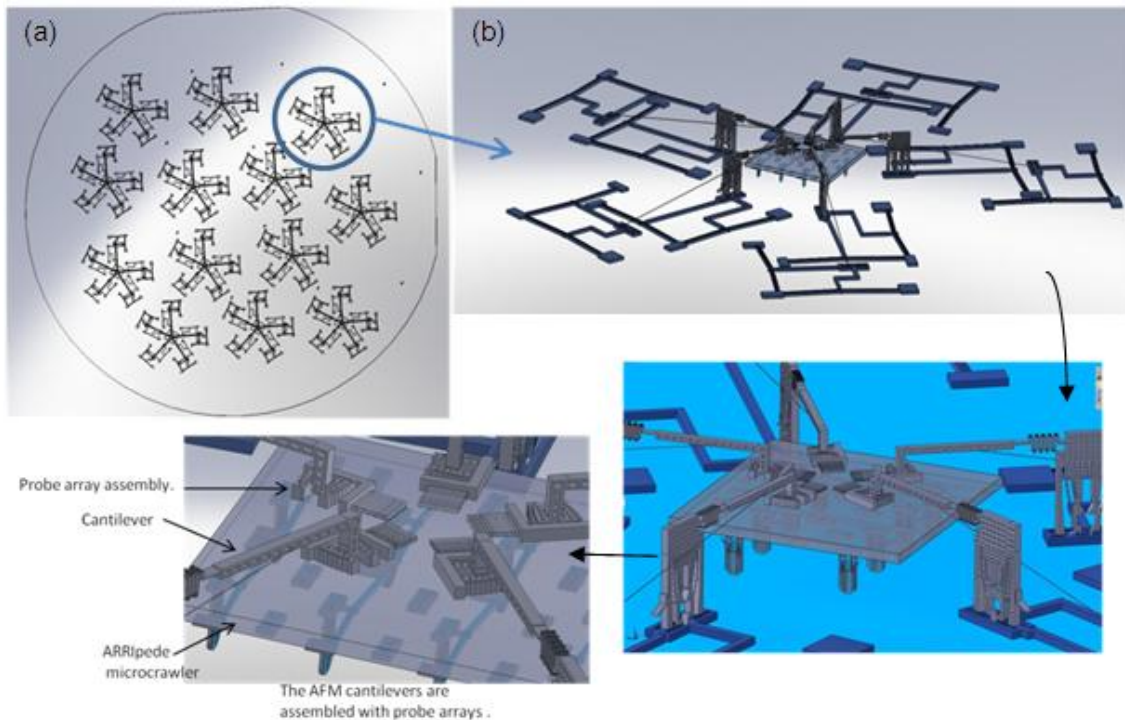 (a)
(b)
Probe array assembly.
Cantilever
ARRIpede
microcrawler
The AFM cantilevers are
assembled with probe arrays .